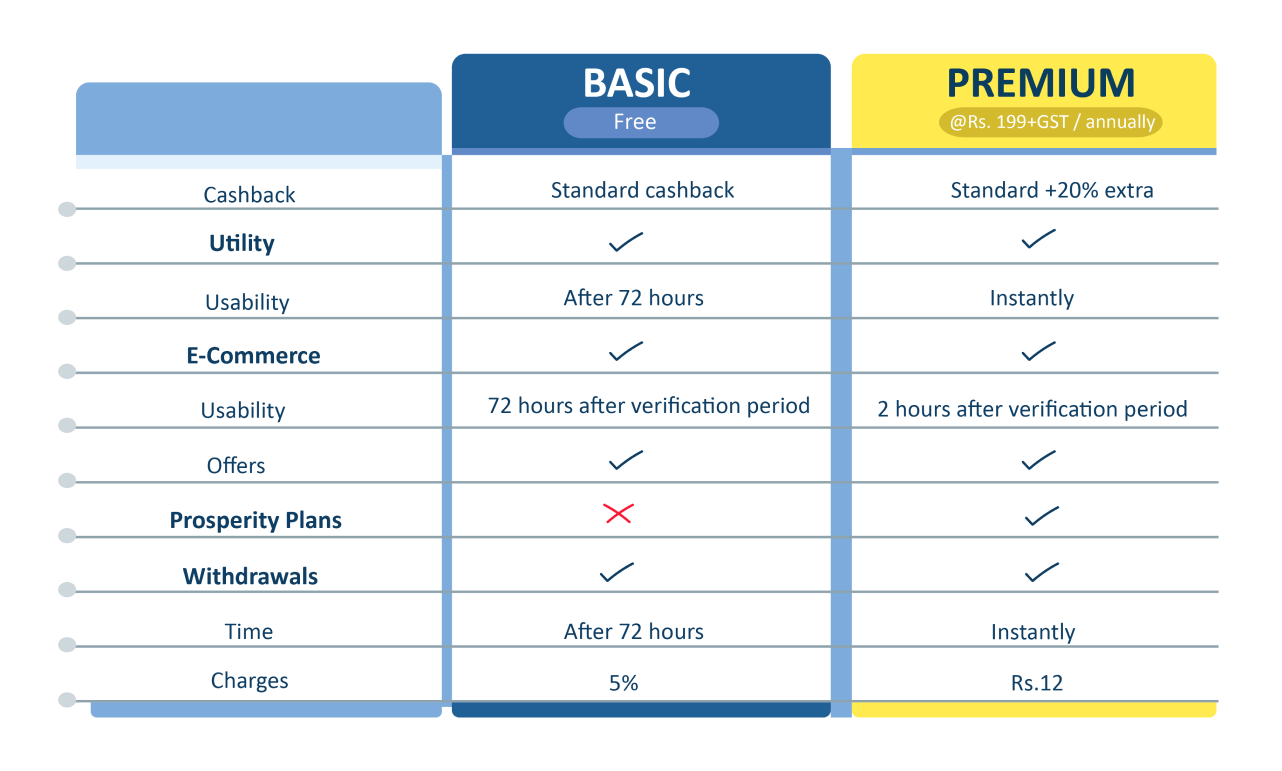 BASIC
Free
PREMIUM
@Rs. 199+GST / annually
Cashback
Standard cashback
Standard +20% extra
Utility
Usability
After 72 hours
Instantly
E-Commerce
Usability
72 hours after verification period
2 hours after verification period
Offers
Prosperity Plans
Withdrawals
Time
After 72 hours
Instantly
Charges
5%
Rs.12